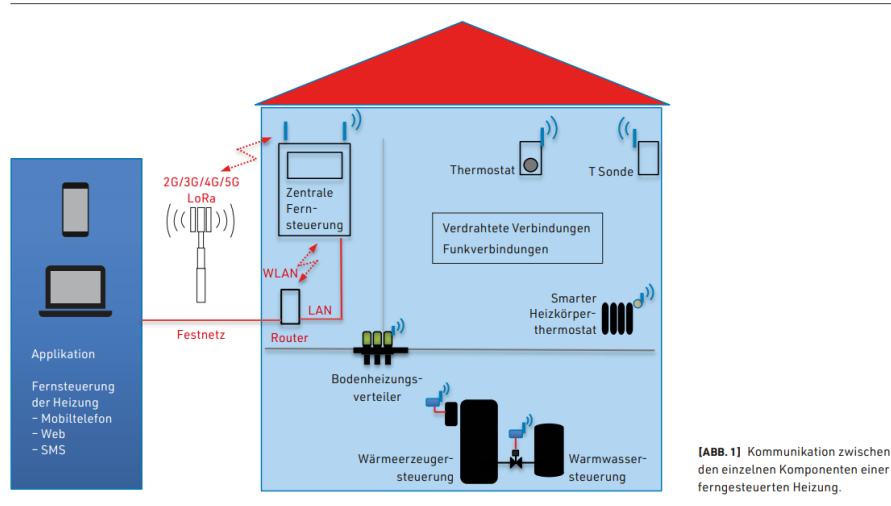 2G/3G/4G/5G
LoRa
Zentrale
Fern-
steuerung
Thermostat
T Sonde
Verdrahtete Verbindungen
Funkverbindungen
WLAN
LAN
Festnetz
Router
Smarter
Heizkörper-
thermostat
Applikation
Fernsteuerung
der Heizung
– Mobiltelefon
– Web
– SMS
Bodenheizungs-
verteiler
Wärmeerzeuger-
steuerung
Warmwasser-
steuerung
[ABB. 1] Kommunikation zwischen
den einzelnen Komponenten einer
ferngesteuerten Heizung.